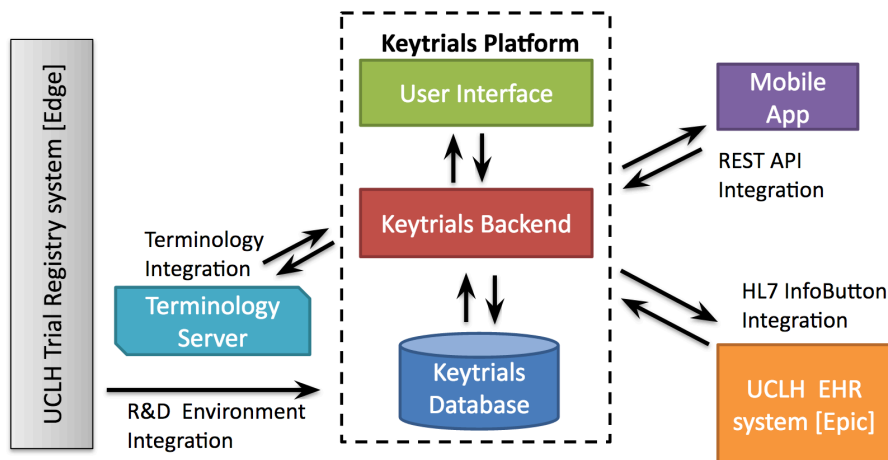 UCLH Trial Registry system [Edge]
Keytrials Platform
User Interface
Mobile
App
REST API
Integration
Keytrials Backend
Terminology
Integration
Terminology
Server
HL7 InfoButton
Integration
Keytrials
Database
UCLH EHR
system [Epic]
R&D Environment
Integration